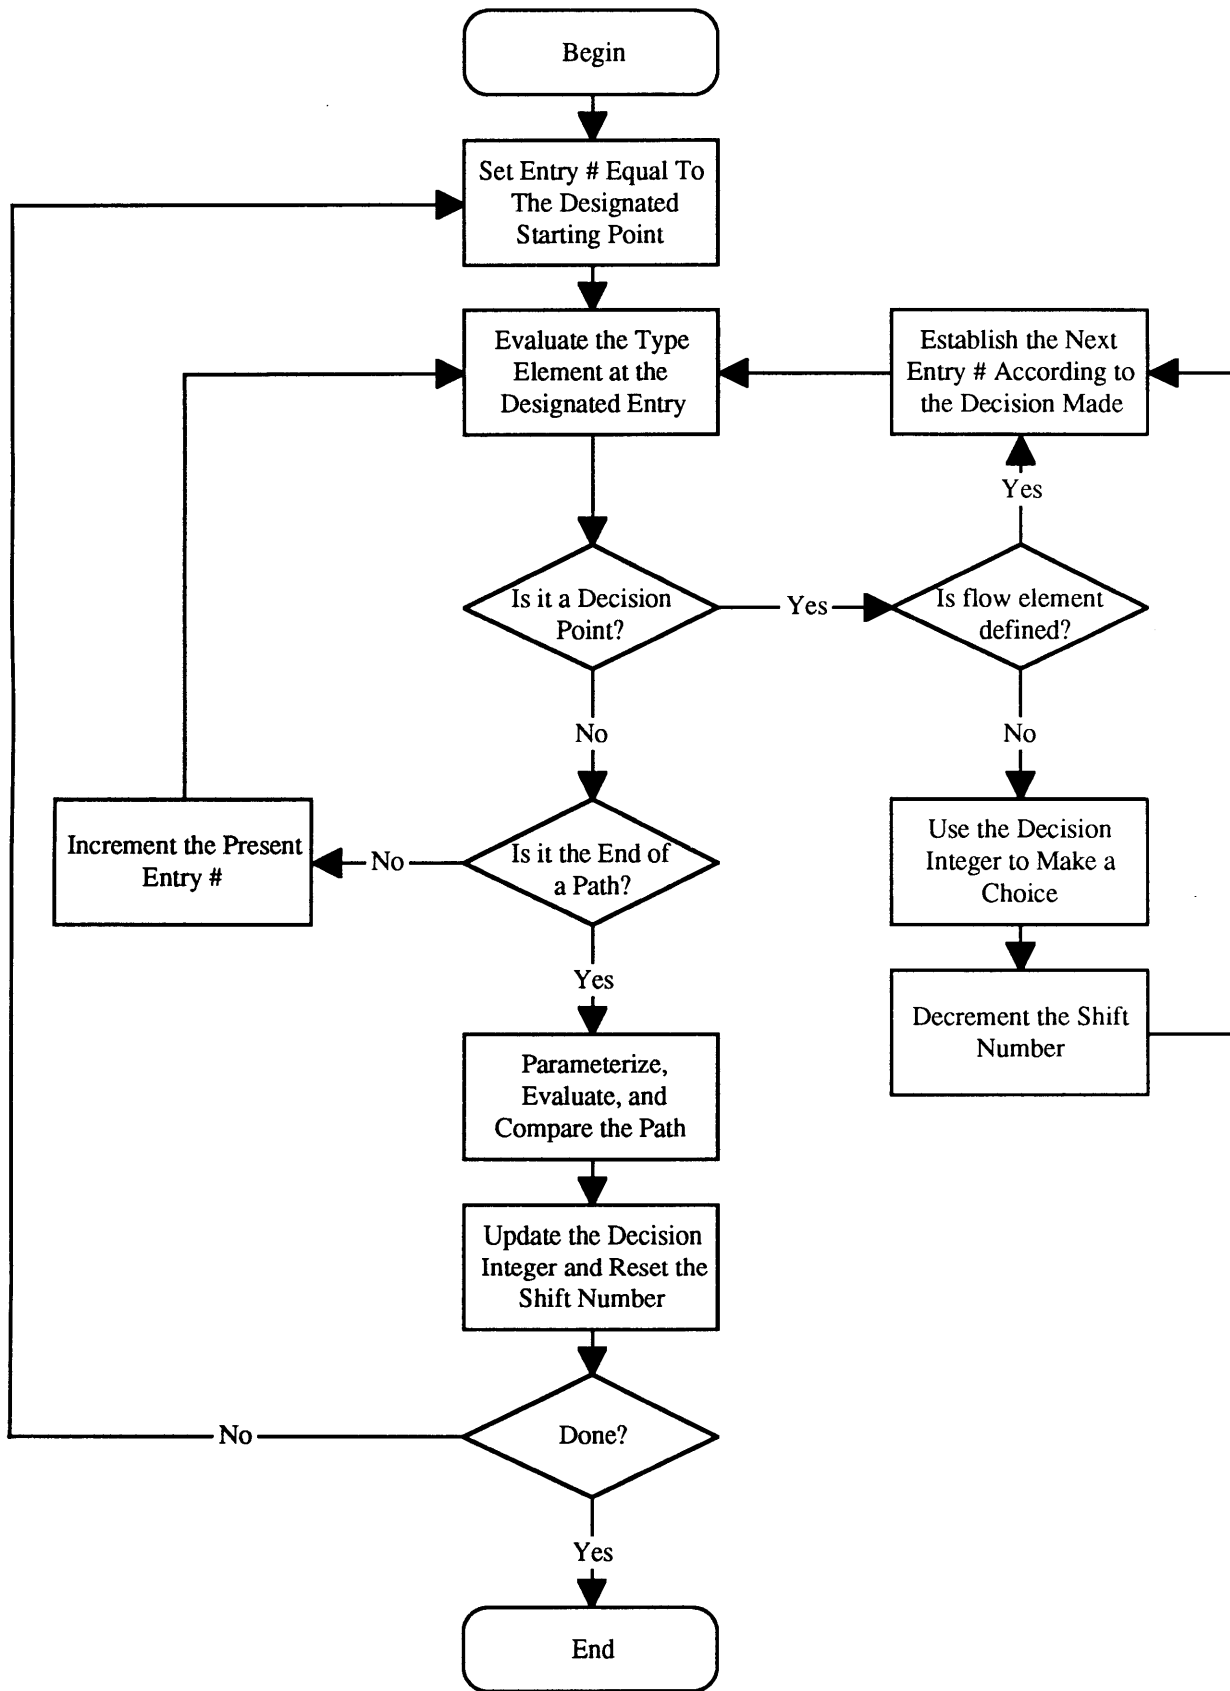 Begin
Set Entry # Equal To
The Designated
Starting Point
Evaluate the Type
Element at the
Designated Entry
Establish the Next
Entry # According to
the Decision Made
Yes
Is it a Decision
Point?
Yes
Is flow element
defined?
No
No
Increment the Present
Entry #
No
Is it the End of
a Path?
Use the Decision
Integer to Make a
Choice
Yes
Decrement the Shift
Number
Parameterize,
Evaluate, and
Compare the Path
Update the Decision
Integer and Reset the
Shift Number
No
Done?
Yes
End